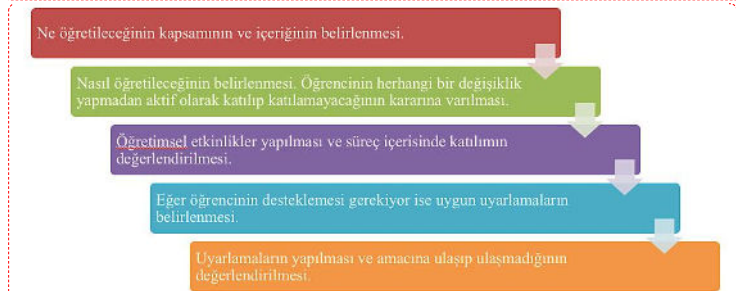 Ne öğretileceğinin kapsamının ve içeriğinin belirlenmesi.
Nasıl öğretileceğinin belirlenmesi. Öğrencinin herhangi bir değişiklik
yapmadan aktif olarak katılıp katılamayacağının kararına varılması.
Öğretimsel etkinlikler yapılması ve süreç içerisinde katılımın
değerlendirilmesi.
Eğer öğrencinin desteklemesi gerekiyor ise uygun uyarlamaların
belirlenmesi.
Uyarlamaların yapılması ve amacına ulaşıp ulaşmadığının
değerlendirilmesi.